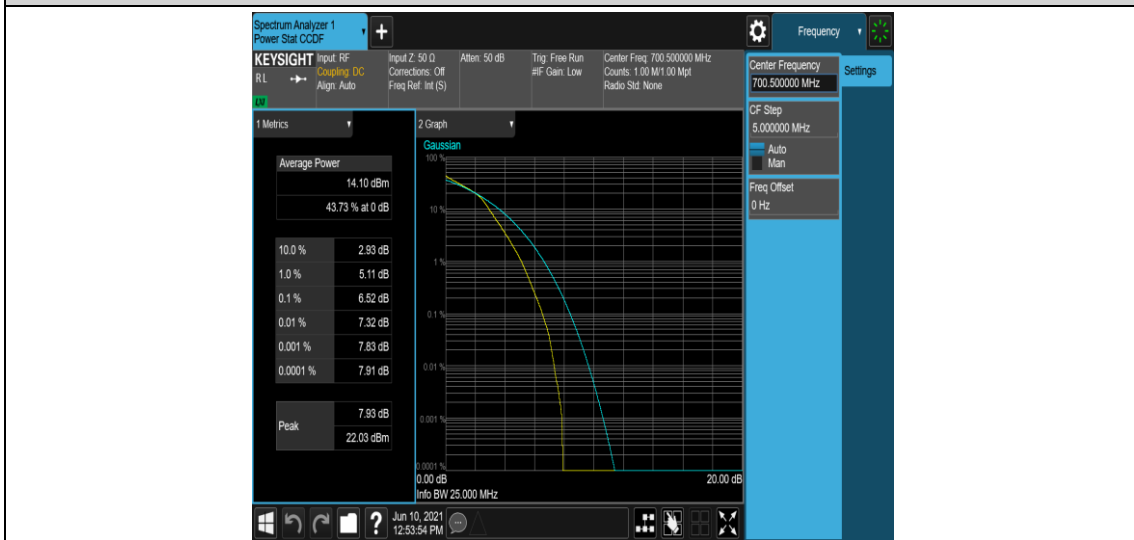 Spectrum Analyzer 1
Power Stat CCDF
+
Frequency
KEYSIGHT
RL
LXI
Input: RF
Coupling: DC
Align: Auto
Input Z: 50 Ω
Corrections: Off
Freq Ref: Int (S)
Atten: 50 dB
Trig: Free Run
#IF Gain: Low
Center Freq: 700.500000 MHz
Counts: 1.00 M/1.00 Mpt
Radio Std: None
Center Frequency
700.500000 MHz
Settings
CF Step
5.000000 MHz
Auto
Man
Freq Offset
0 Hz
1 Metrics
Average Power
14.10 dBm
43.73 % at 0 dB
10.0 % 2.93 dB
1.0 % 5.11 dB
0.1 % 6.52 dB
0.01 % 7.32 dB
0.001 % 7.83 dB
0.0001 % 7.91 dB
Peak
7.93 dB
22.03 dBm
2 Graph
Gaussian
100 %
10 %
1 %
0.1 %
0.01 %
0.001 %
0.0001 %
0.00 dB 20.00 dB
Info BW 25.000 MHz
?
Jun 10, 2021
12:53:54 PM